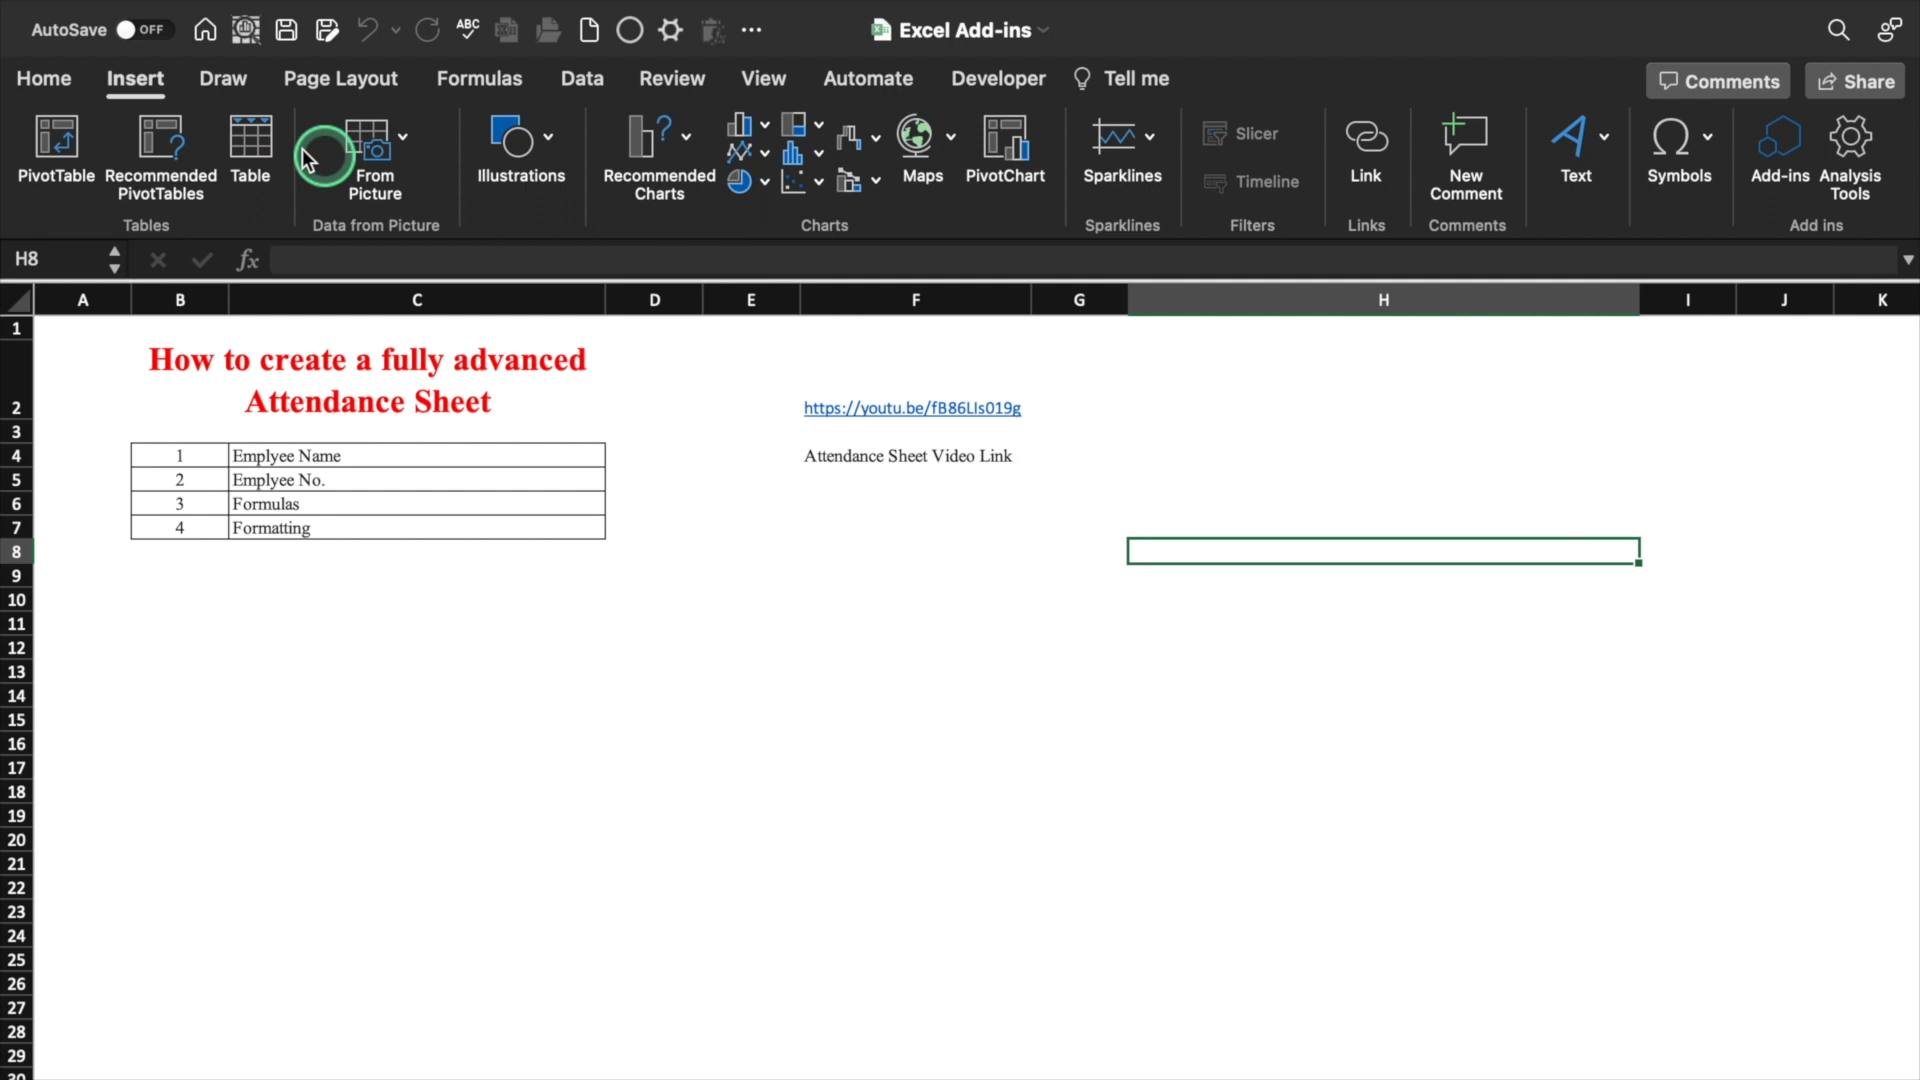 AutoSave OFF ABC Excel Add-ins
Home Insert Draw Page Layout Formulas Data Review View Automate Developer Tell me Comments Share
PivotTable Recommended PivotTables Table From Picture Illustrations Recommended Charts Maps PivotChart Sparklines Slicer Timeline Link New Comment Text Symbols Add-ins Analysis Tools
Tables Data from Picture Charts Sparklines Filters Links Comments Add ins
H8 fx
A B C D E F G H I J K
1
How to create a fully advanced
Attendance Sheet
2 https://youtu.be/fB86LIs019g
3
4 1 Emplyee Name Attendance Sheet Video Link
5 2 Emplyee No.
6 3 Formulas
7 4 Formatting
8
9
10
11
12
13
14
15
16
17
18
19
20
21
22
23
24
25
26
27
28
29
30